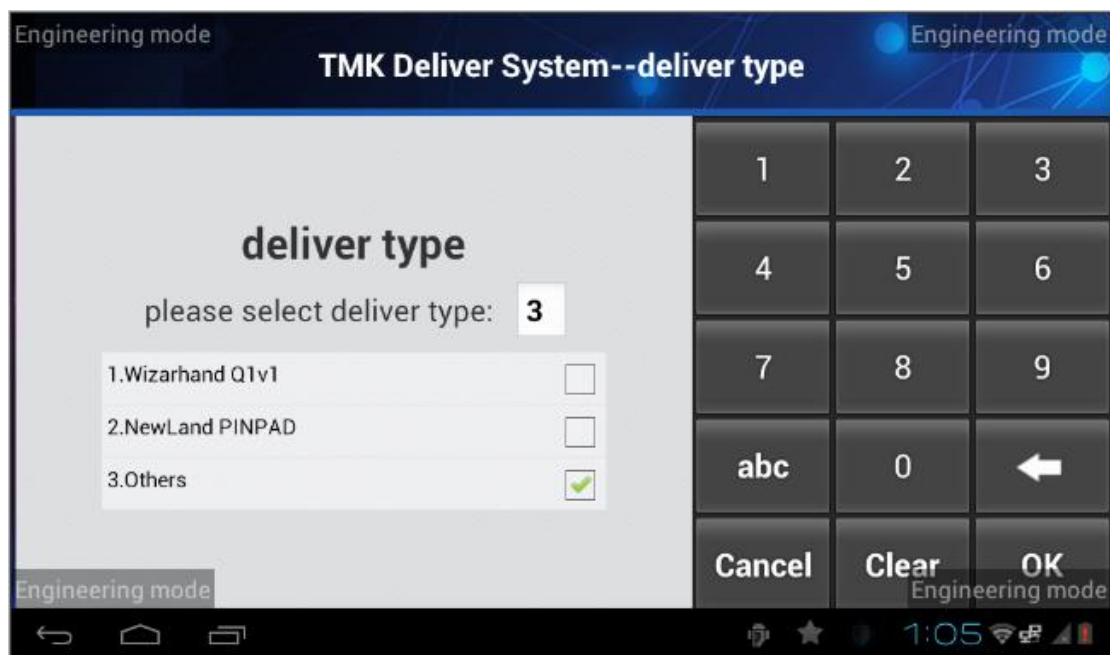 Engineering mode
Engineering mode
TMK Deliver System--deliver type
deliver type
please select deliver type: 3
1.Wizarhand Q1v1
2.NewLand PINPAD
3.Others
1 2 3
4 5 6
7 8 9
abc 0
Cancel Clear OK
Engineering mode
Engineering mode
1:05